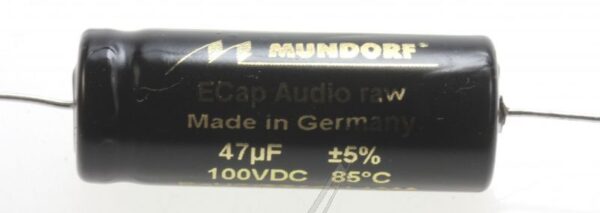 MUNDORF
ECap Audio raw
Made in Germany
47µF ±5%
100VDC 85°C